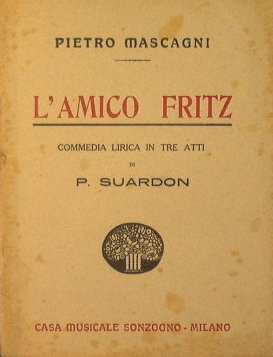 PIETRO MASCAGNI
L'AMICO FRITZ
COMMEDIA LIRICA IN TRE ATTI
DI
P. SUARDON
CASA MUSICALE SONZOGNO - MILANO